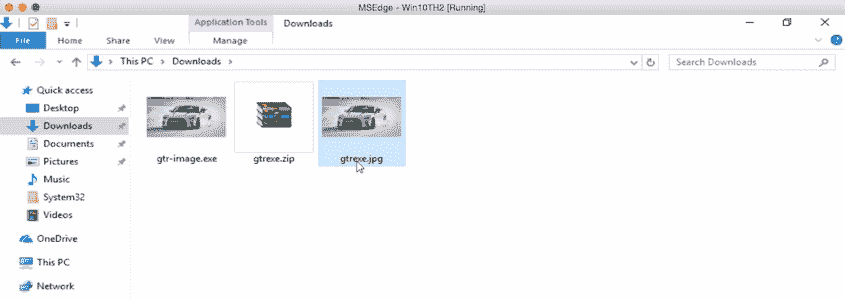 MSEdge - Win10TH2 [Running]
Application Tools Downloads
File Home Share View Manage
This PC Downloads Search Downloads
Quick access
Desktop
Downloads
Documents
Pictures
Music
System32
Videos
OneDrive
This PC
Network
gtr-image.exe gtrexe.zip gtrexe.jpg